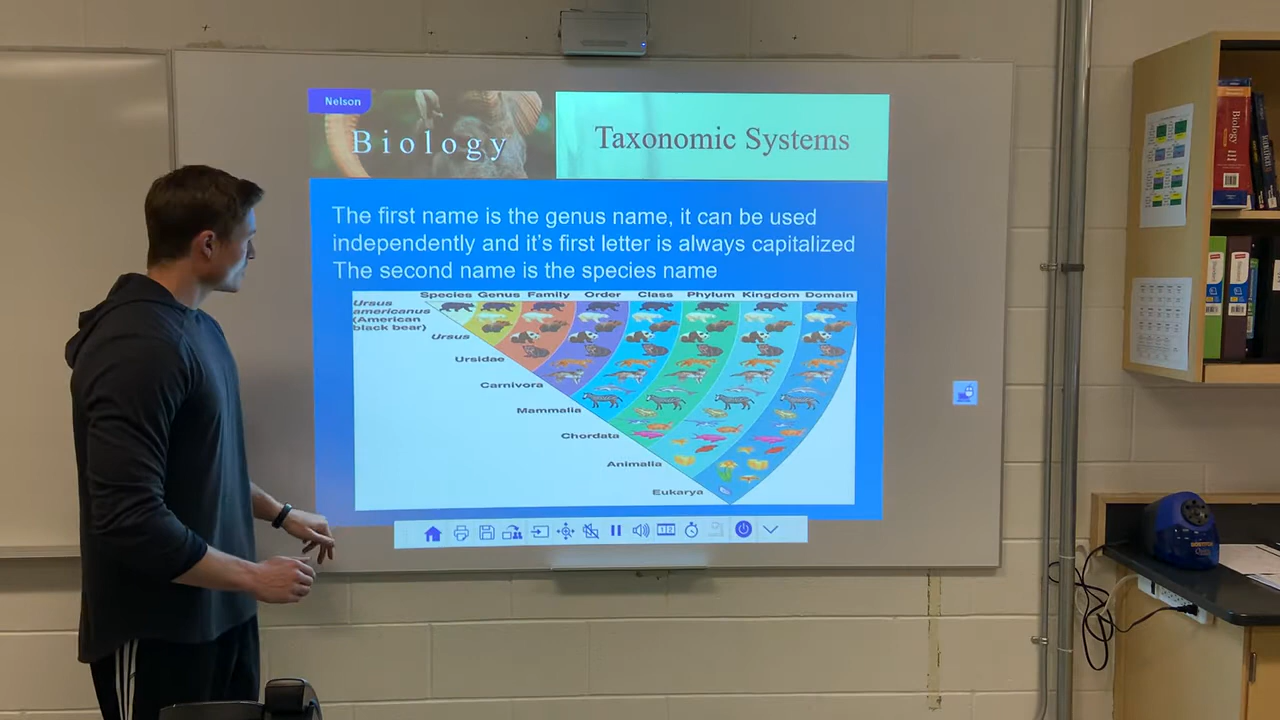 Nelson
Biology
Taxonomic Systems
The first name is the genus name, it can be used
independently and it's first letter is always capitalized
The second name is the species name
Species Genus Family Order Class Phylum Kingdom Domain
Ursus
americanus
(American
black bear)
Ursus
Ursidae
Carnivora
Mammalia
Chordata
Animalia
Eukarya
Biology
III